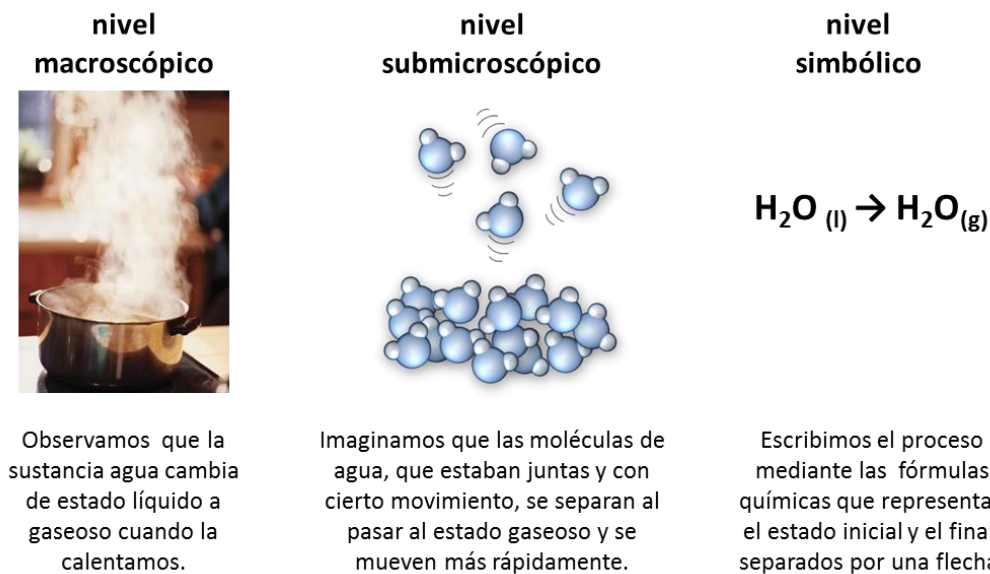 nivel
macroscópico
nivel
submicroscópico
nivel
simbólico
H₂O (l) → H₂O(g)
Observamos que la
sustancia agua cambia
de estado líquido a
gaseoso cuando la
calentamos.
Imaginamos que las moléculas de
agua, que estaban juntas y con
cierto movimiento, se separan al
pasar al estado gaseoso y se
mueven más rápidamente.
Escribimos el proceso
mediante las fórmulas
químicas que representa
el estado inicial y el final
separados por una flecha